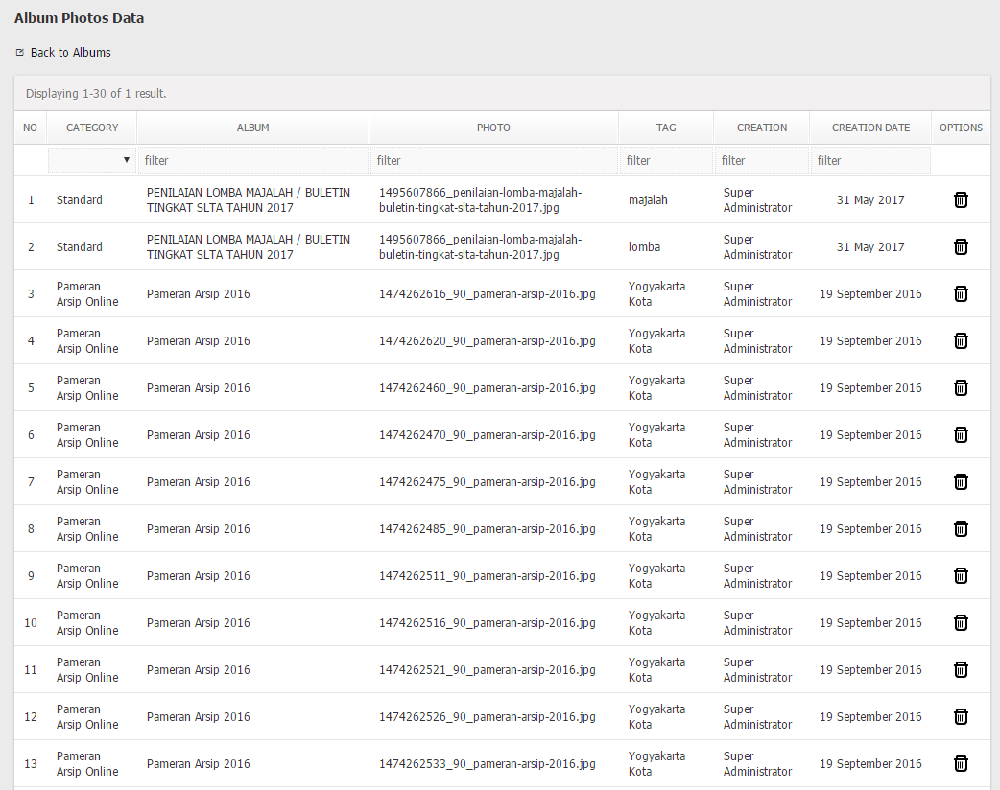 Album Photos Data
Back to Albums
Displaying 1-30 of 1 result.
NO CATEGORY ALBUM PHOTO TAG CREATION CREATION DATE OPTIONS
filter filter filter filter filter
1 Standard PENILAIAN LOMBA MAJALAH / BULETIN TINGKAT SLTA TAHUN 2017 1495607866_penilaian-lomba-majalah-buletin-tingkat-slta-tahun-2017.jpg majalah Super Administrator 31 May 2017
2 Standard PENILAIAN LOMBA MAJALAH / BULETIN TINGKAT SLTA TAHUN 2017 1495607866_penilaian-lomba-majalah-buletin-tingkat-slta-tahun-2017.jpg lomba Super Administrator 31 May 2017
3 Pameran Arsip Online Pameran Arsip 2016 1474262616_90_pameran-arsip-2016.jpg Yogyakarta Kota Super Administrator 19 September 2016
4 Pameran Arsip Online Pameran Arsip 2016 1474262620_90_pameran-arsip-2016.jpg Yogyakarta Kota Super Administrator 19 September 2016
5 Pameran Arsip Online Pameran Arsip 2016 1474262460_90_pameran-arsip-2016.jpg Yogyakarta Kota Super Administrator 19 September 2016
6 Pameran Arsip Online Pameran Arsip 2016 1474262470_90_pameran-arsip-2016.jpg Yogyakarta Kota Super Administrator 19 September 2016
7 Pameran Arsip Online Pameran Arsip 2016 1474262475_90_pameran-arsip-2016.jpg Yogyakarta Kota Super Administrator 19 September 2016
8 Pameran Arsip Online Pameran Arsip 2016 1474262485_90_pameran-arsip-2016.jpg Yogyakarta Kota Super Administrator 19 September 2016
9 Pameran Arsip Online Pameran Arsip 2016 1474262511_90_pameran-arsip-2016.jpg Yogyakarta Kota Super Administrator 19 September 2016
10 Pameran Arsip Online Pameran Arsip 2016 1474262516_90_pameran-arsip-2016.jpg Yogyakarta Kota Super Administrator 19 September 2016
11 Pameran Arsip Online Pameran Arsip 2016 1474262521_90_pameran-arsip-2016.jpg Yogyakarta Kota Super Administrator 19 September 2016
12 Pameran Arsip Online Pameran Arsip 2016 1474262526_90_pameran-arsip-2016.jpg Yogyakarta Kota Super Administrator 19 September 2016
13 Pameran Arsip Online Pameran Arsip 2016 1474262533_90_pameran-arsip-2016.jpg Yogyakarta Kota Super Administrator 19 September 2016